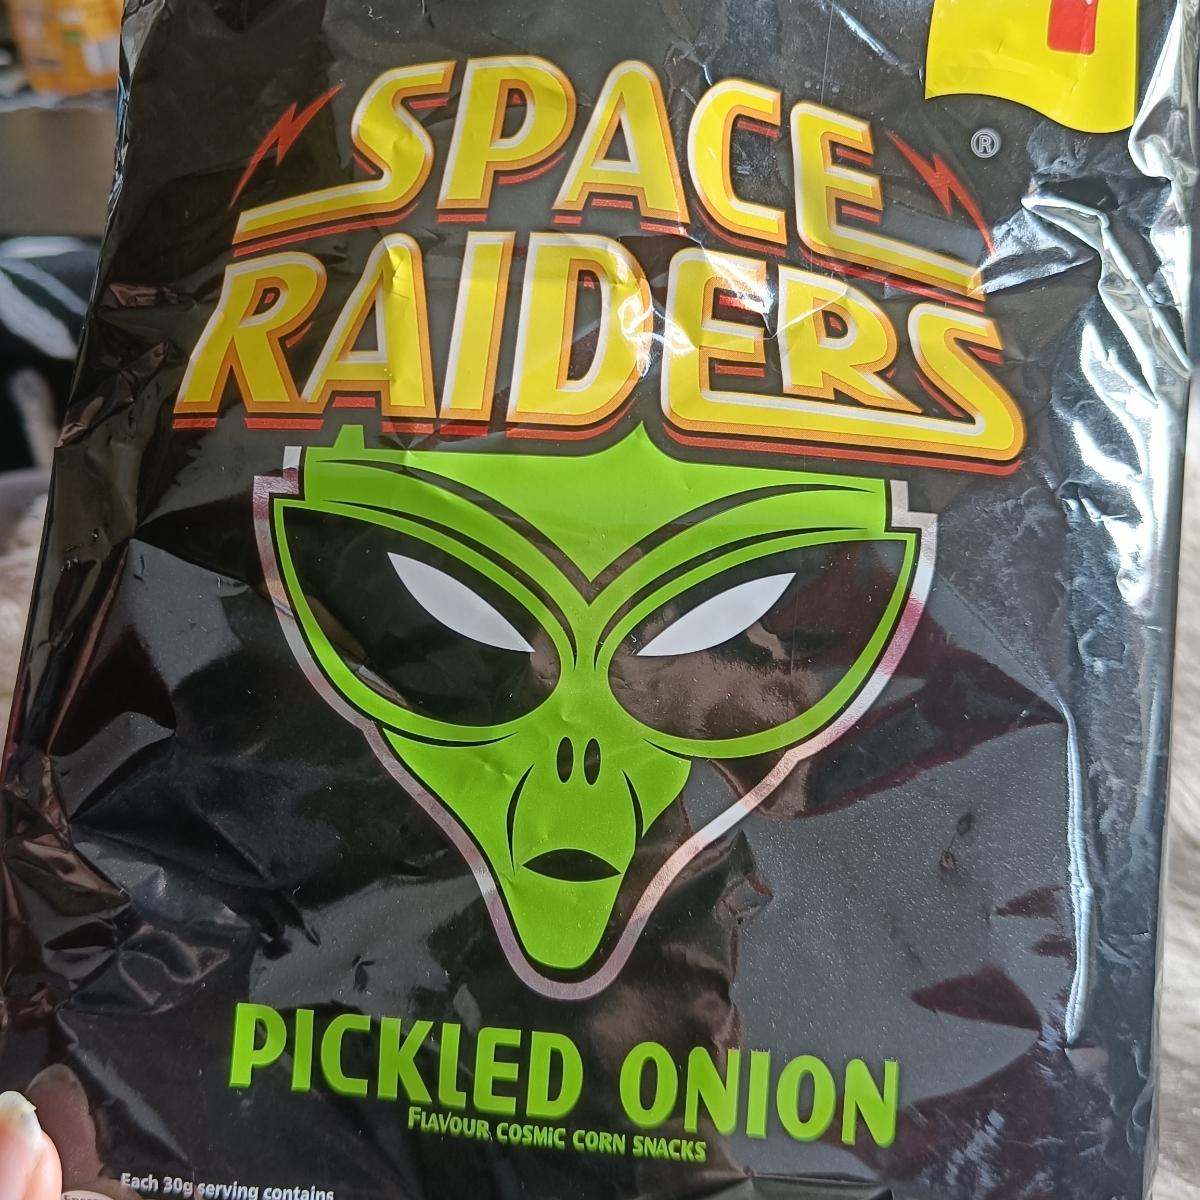 SPACE
RAIDERS
®
PICKLED ONION
FLAVOUR COSMIC CORN SNACKS
Each 30g serving contains